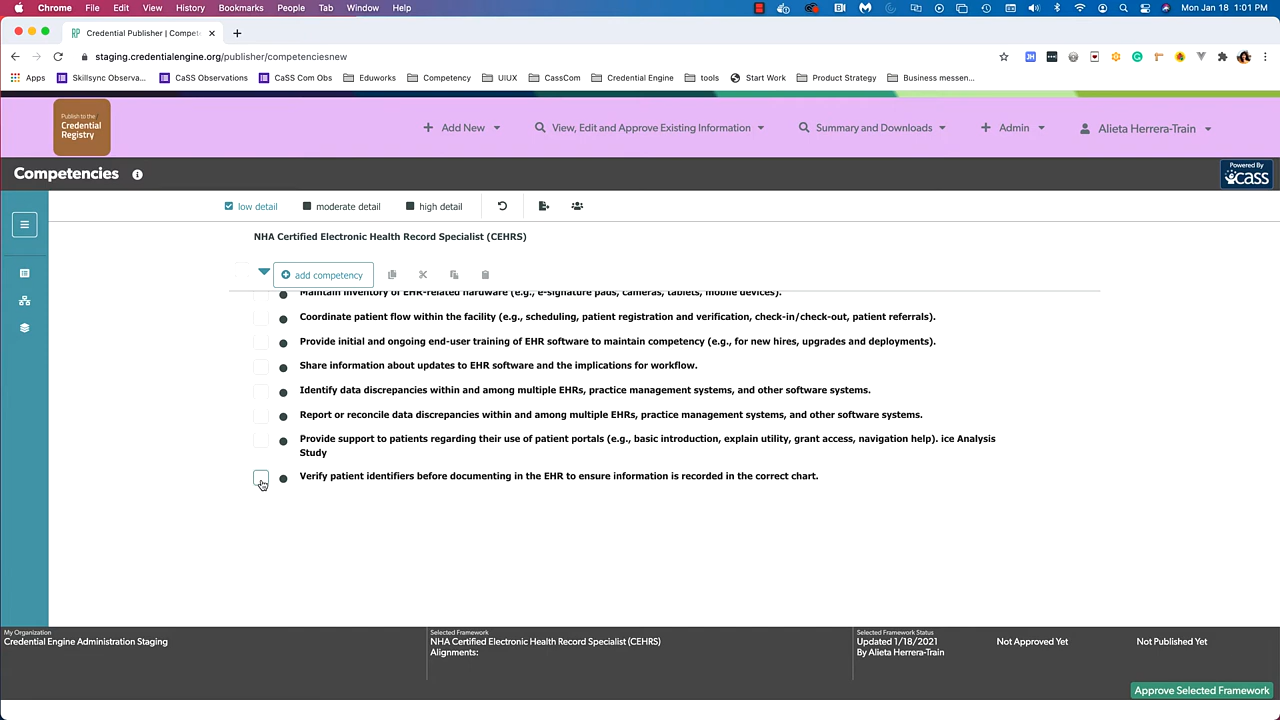 Chrome File Edit View History Bookmarks People Tab Window Help Mon Jan 18 1:01 PM
Credential Publisher | Compet
staging.credentialengine.org/publisher/competenciesnew
Apps Skillsync Observa... CaSS Observations CaSS Com Obs Eduworks Competency UIUX CassCom Credential Engine tools Start Work Product Strategy Business messen...
Publish to the
Credential
Registry
Add New View, Edit and Approve Existing Information Summary and Downloads Admin Alieta Herrera-Train
Competencies
Powered By
cass
low detail moderate detail high detail
NHA Certified Electronic Health Record Specialist (CEHRS)
add competency
Maintain inventory of EHR-related hardware (e.g., e-signature pads, cameras, tablets, mobile devices).
Coordinate patient flow within the facility (e.g., scheduling, patient registration and verification, check-in/check-out, patient referrals).
Provide initial and ongoing end-user training of EHR software to maintain competency (e.g., for new hires, upgrades and deployments).
Share information about updates to EHR software and the implications for workflow.
Identify data discrepancies within and among multiple EHRs, practice management systems, and other software systems.
Report or reconcile data discrepancies within and among multiple EHRs, practice management systems, and other software systems.
Provide support to patients regarding their use of patient portals (e.g., basic introduction, explain utility, grant access, navigation help). ice Analysis
Study
Verify patient identifiers before documenting in the EHR to ensure information is recorded in the correct chart.
My Organization
Credential Engine Administration Staging
Selected Framework
NHA Certified Electronic Health Record Specialist (CEHRS)
Alignments:
Selected Framework Status
Updated 1/18/2021
By Alieta Herrera-Train
Not Approved Yet
Not Published Yet
Approve Selected Framework